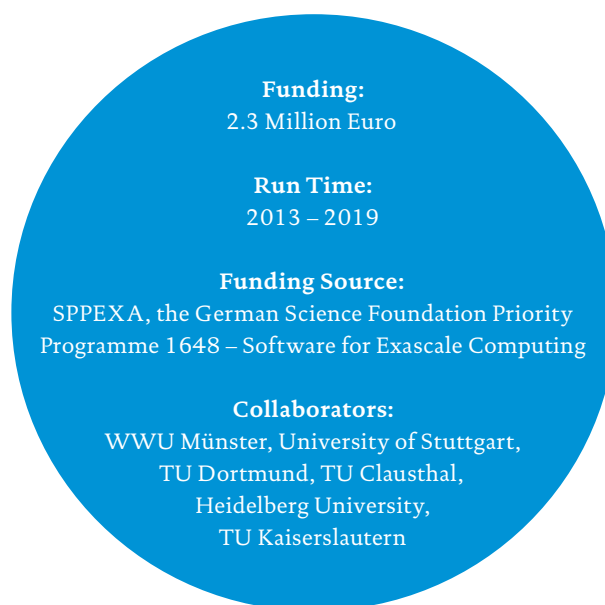 Funding:
2.3 Million Euro
Run Time:
2013 – 2019
Funding Source:
SPPEXA, the German Science Foundation Priority
Programme 1648 – Software for Exascale Computing
Collaborators:
WWU Münster, University of Stuttgart,
TU Dortmund, TU Clausthal,
Heidelberg University,
TU Kaiserslautern